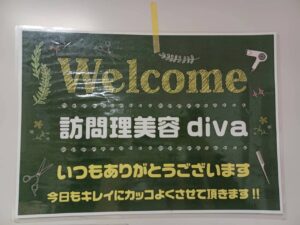 Welcome
訪問理美容 diva
いつもありがとうございます
今日もキレイにカッコよくさせて頂きます!!